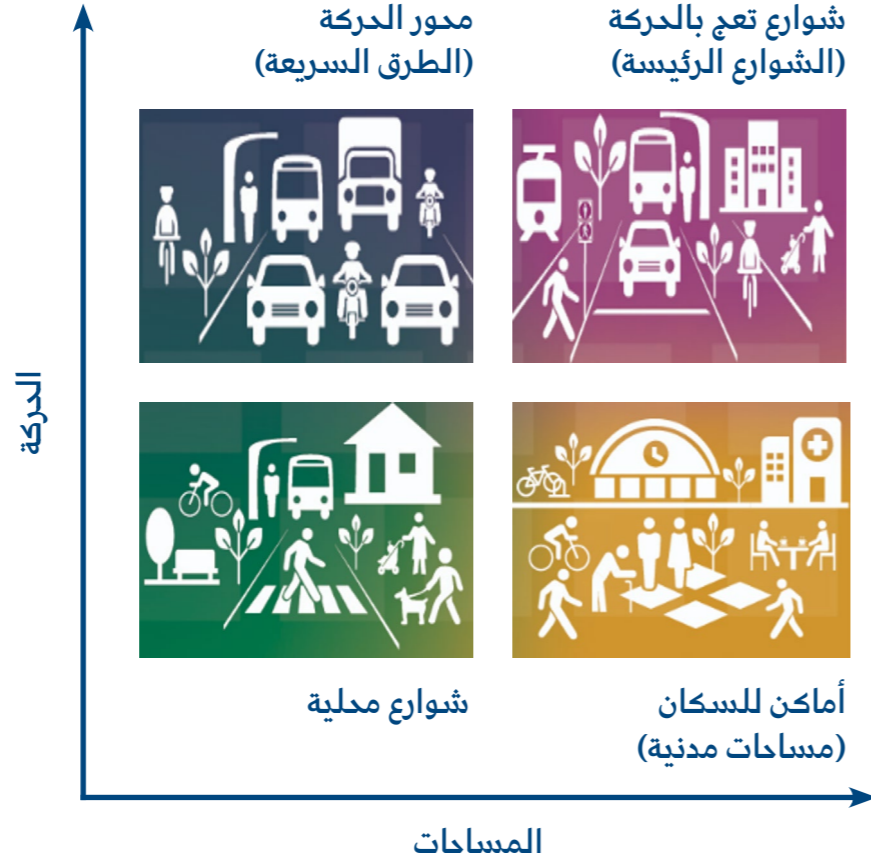 شوارع تعج بالحركة
(الشوارع الرئيسة)
محور الحركة
(الطرق السريعة)
الحركة
أماكن للسكان
(مساحات مدنية)
شوارع محلية
المساحات